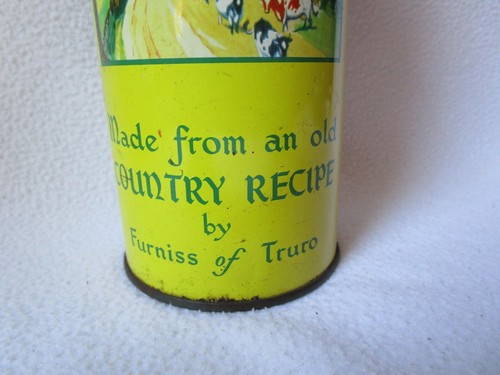 Made from an old
COUNTRY RECIPE
by
Furniss of Truro